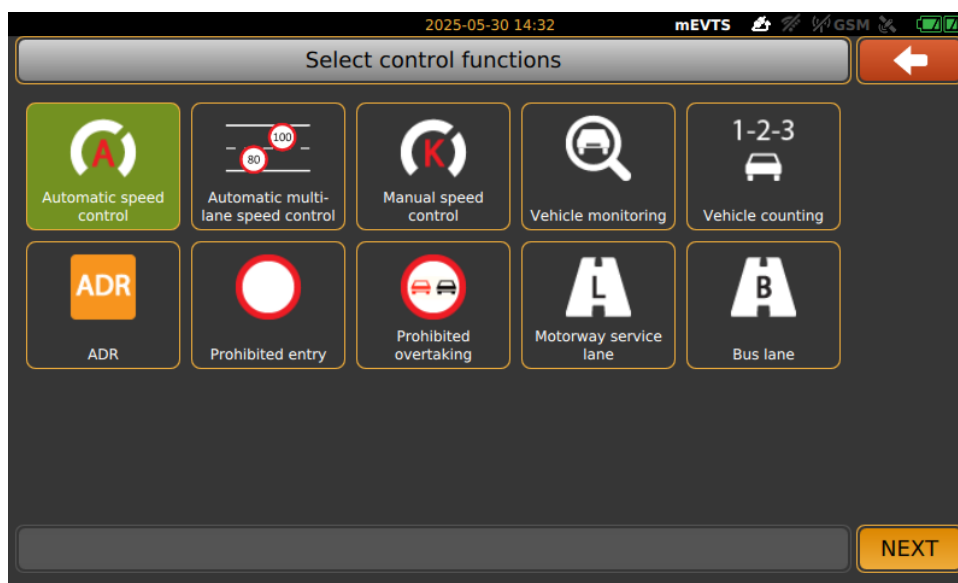 2025-05-30 14:32 mEVTS GSM
Select control functions
A
100
80
K
1-2-3
Automatic speed
control
Automatic multi-
lane speed control
Manual speed
control
Vehicle monitoring
Vehicle counting
ADR
L
B
ADR
Prohibited entry
Prohibited
overtaking
Motorway service
lane
Bus lane
NEXT